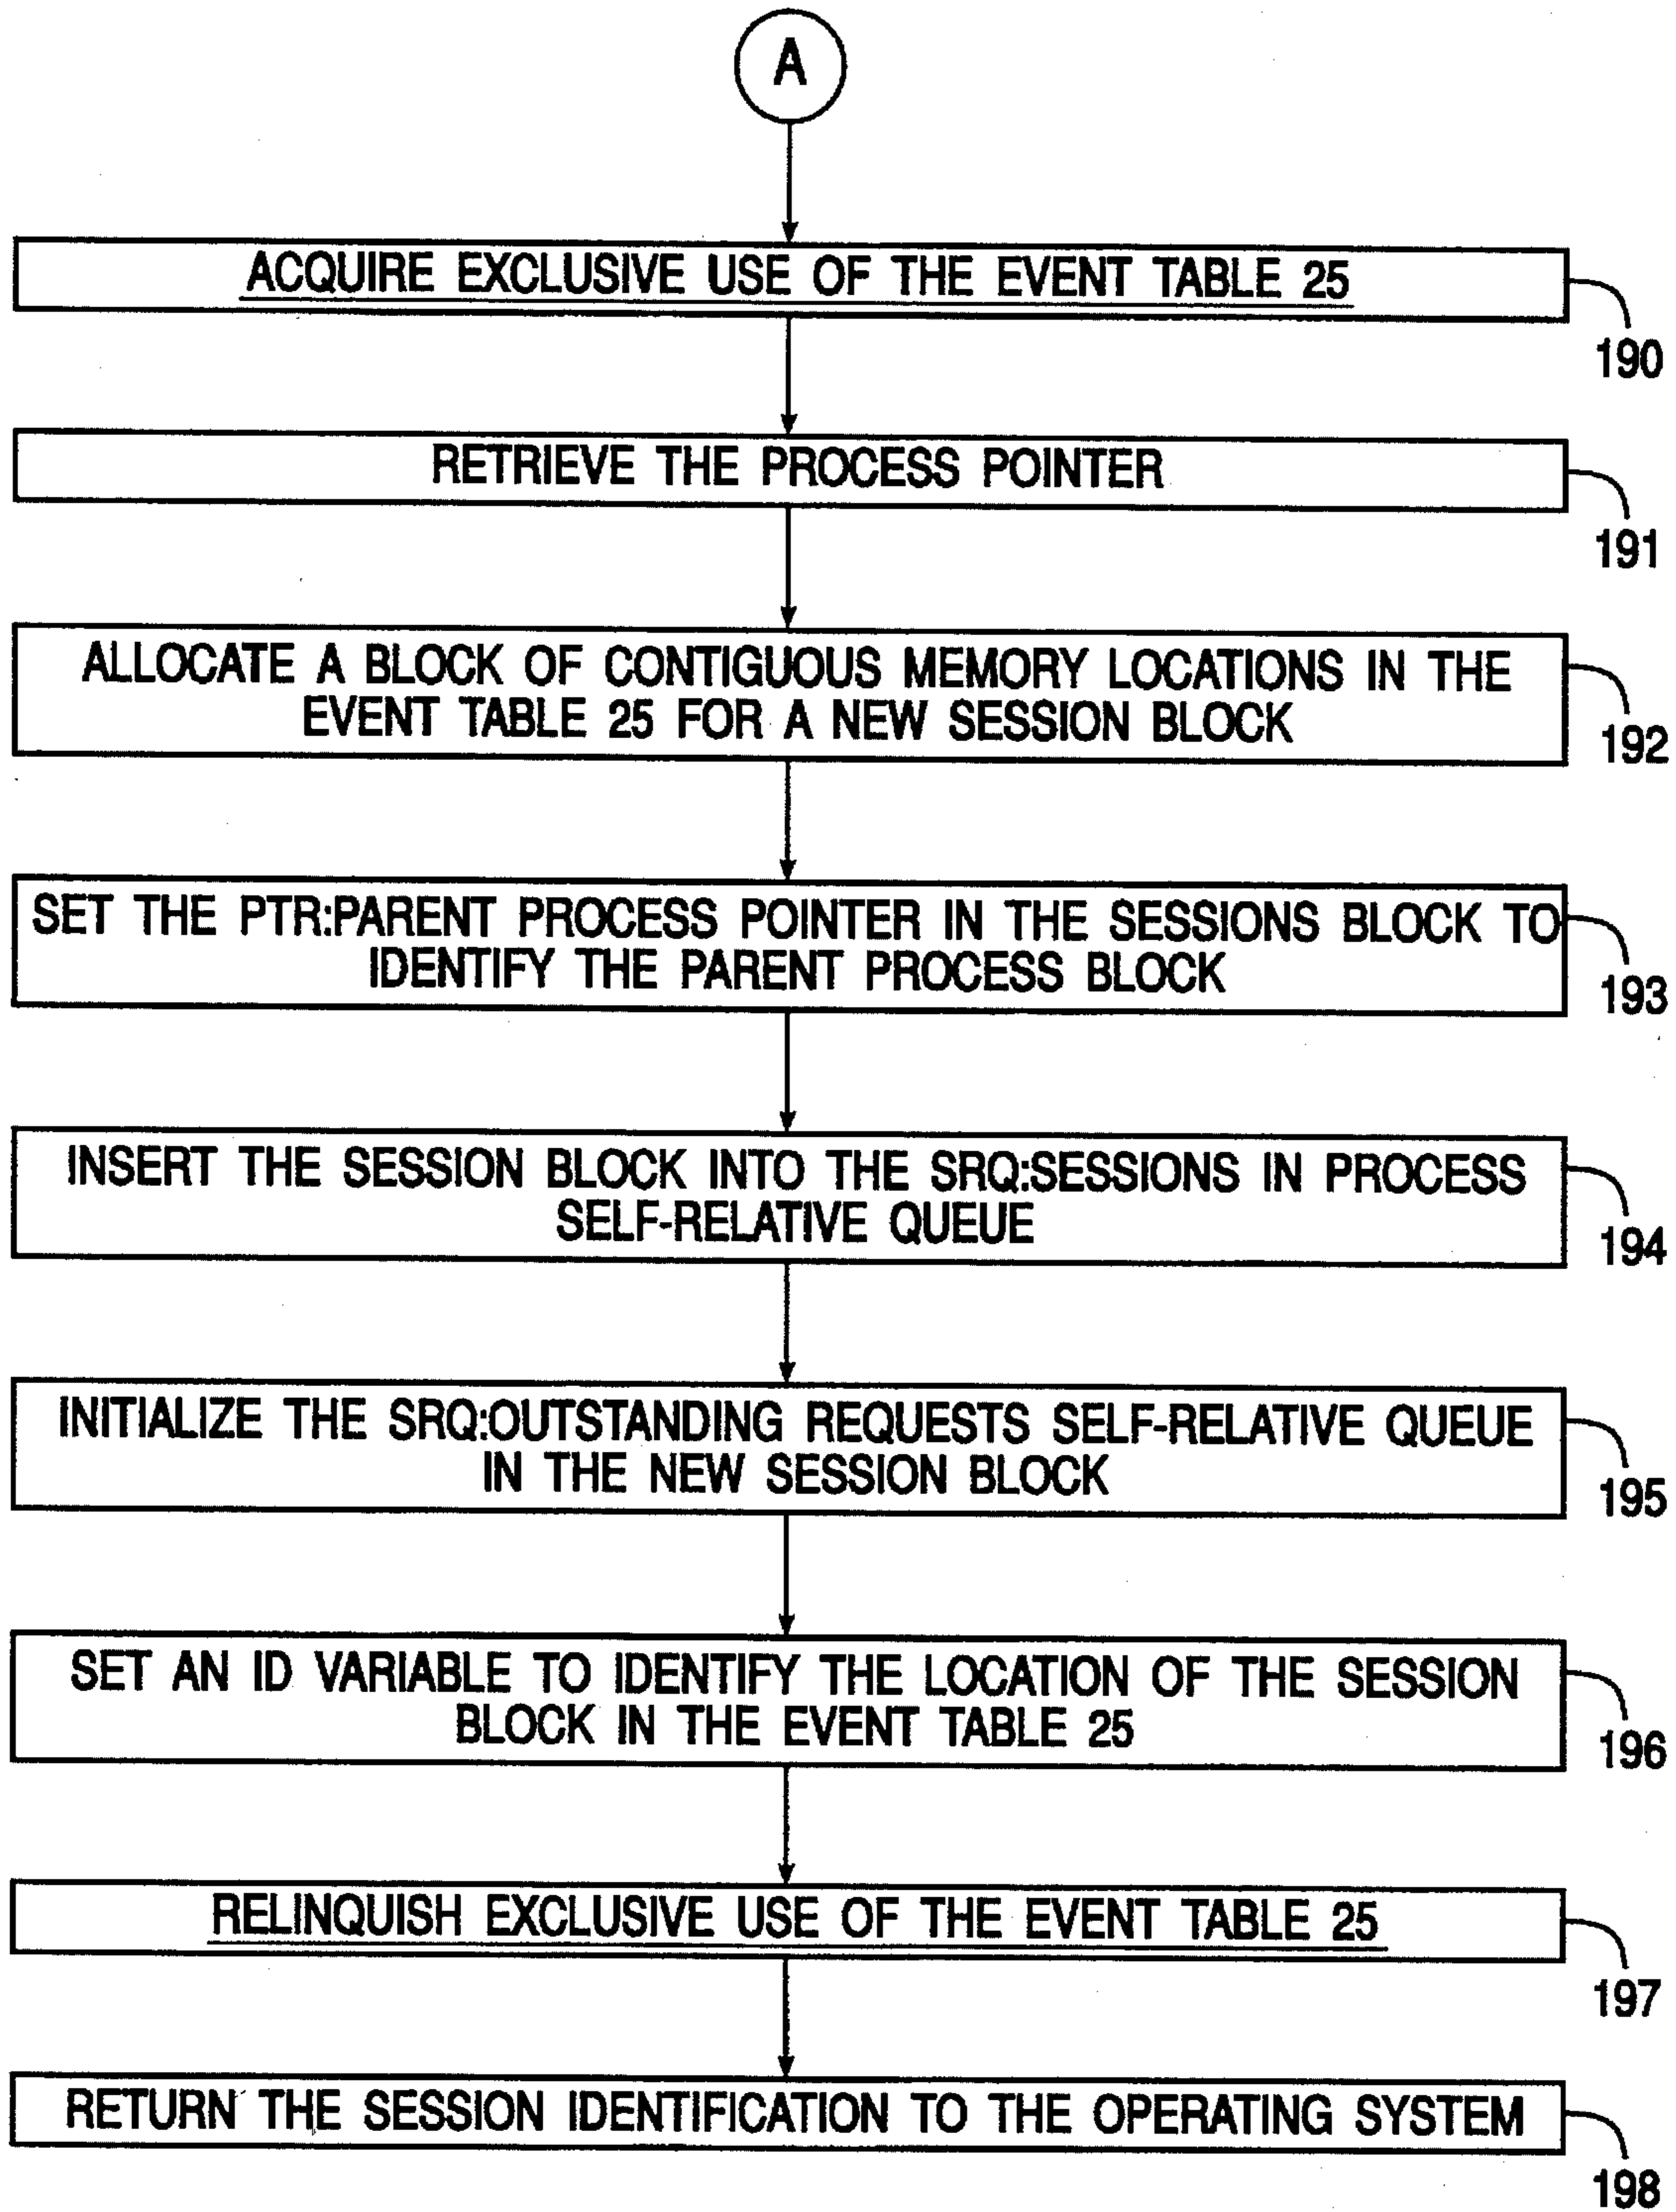 A
ACQUIRE EXCLUSIVE USE OF THE EVENT TABLE 25
190
RETRIEVE THE PROCESS POINTER
191
ALLOCATE A BLOCK OF CONTIGUOUS MEMORY LOCATIONS IN THE
EVENT TABLE 25 FOR A NEW SESSION BLOCK
192
SET THE PTR:PARENT PROCESS POINTER IN THE SESSIONS BLOCK TO
IDENTIFY THE PARENT PROCESS BLOCK
193
INSERT THE SESSION BLOCK INTO THE SRQ:SESSIONS IN PROCESS
SELF-RELATIVE QUEUE
194
INITIALIZE THE SRQ:OUTSTANDING REQUESTS SELF-RELATIVE QUEUE
IN THE NEW SESSION BLOCK
195
SET AN ID VARIABLE TO IDENTIFY THE LOCATION OF THE SESSION
BLOCK IN THE EVENT TABLE 25
196
RELINQUISH EXCLUSIVE USE OF THE EVENT TABLE 25
197
RETURN THE SESSION IDENTIFICATION TO THE OPERATING SYSTEM
198